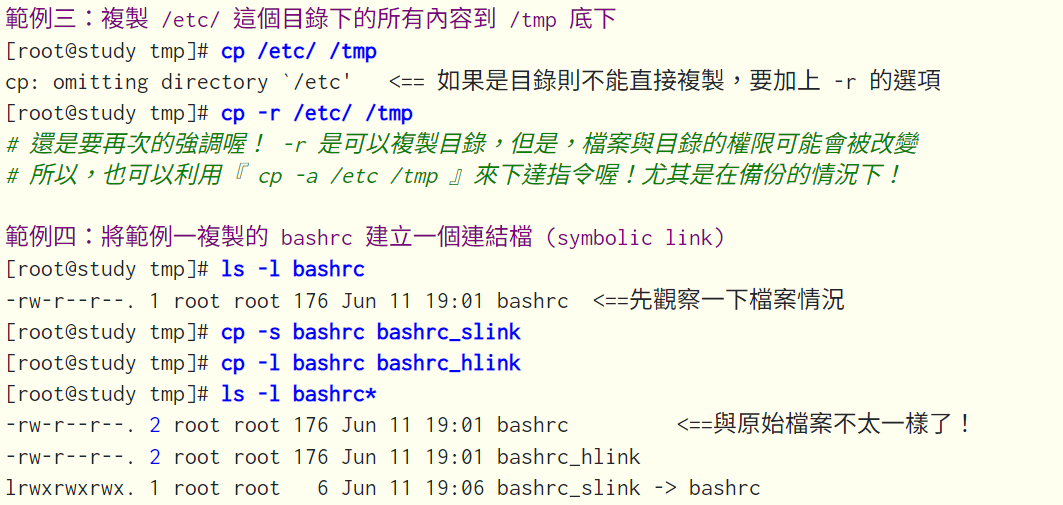 範例三：複製 /etc/ 這個目錄下的所有內容到 /tmp 底下
[root@study tmp]# cp /etc/ /tmp
cp: omitting directory `/etc'   <== 如果是目錄則不能直接複製，要加上 -r 的選項
[root@study tmp]# cp -r /etc/ /tmp
# 還是要再次的強調喔！ -r 是可以複製目錄，但是，檔案與目錄的權限可能會被改變
# 所以，也可以利用『 cp -a /etc /tmp 』來下達指令喔！尤其是在備份的情況下！
範例四：將範例一複製的 bashrc 建立一個連結檔 (symbolic link)
[root@study tmp]# ls -l bashrc
-rw-r--r--. 1 root root 176 Jun 11 19:01 bashrc  <==先觀察一下檔案情況
[root@study tmp]# cp -s bashrc bashrc_slink
[root@study tmp]# cp -l bashrc bashrc_hlink
[root@study tmp]# ls -l bashrc*
-rw-r--r--. 2 root root 176 Jun 11 19:01 bashrc         <==與原始檔案不太一樣了！
-rw-r--r--. 2 root root 176 Jun 11 19:01 bashrc_hlink
lrwxrwxrwx. 1 root root   6 Jun 11 19:06 bashrc_slink -> bashrc